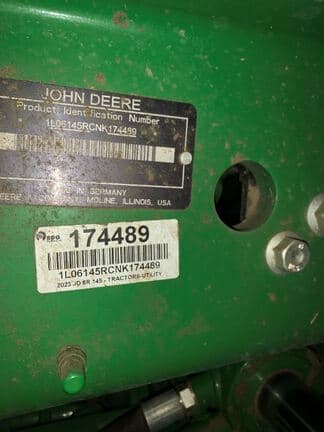 JOHN DEERE
Product Identification Number
1L06145RCNK174489
IN GERMANY
DEERE MOLINE, ILLINOIS, USA
174489
1L06145RCNK174489
2023 JD 6R 145 - TRACTORS-UTILITY